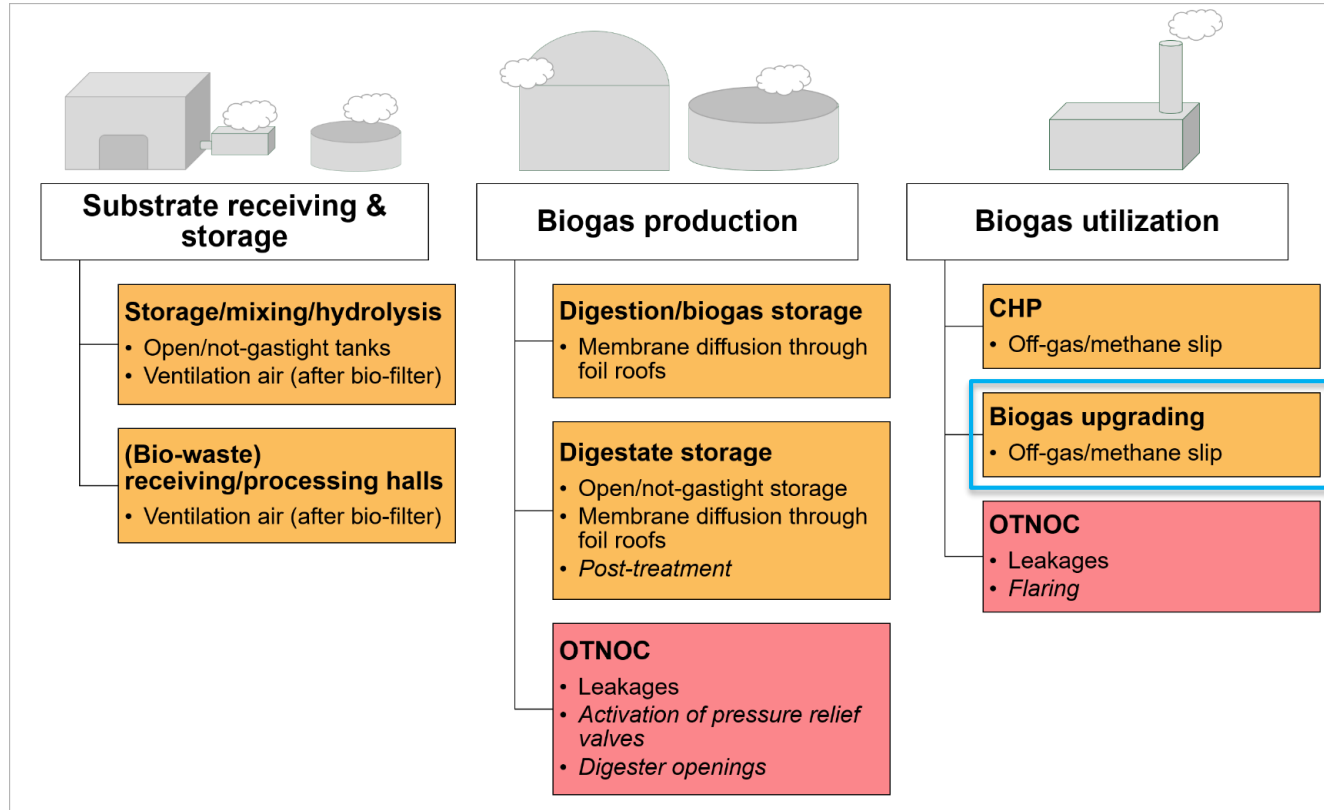 Substrate receiving &
storage
Storage/mixing/hydrolysis
• Open/not-gastight tanks
• Ventilation air (after bio-filter)
(Bio-waste)
receiving/processing halls
• Ventilation air (after bio-filter)
Biogas production
Digestion/biogas storage
• Membrane diffusion through
foil roofs
Digestate storage
• Open/not-gastight storage
• Membrane diffusion through
foil roofs
• Post-treatment
OTNOC
• Leakages
• Activation of pressure relief
valves
• Digester openings
Biogas utilization
CHP
• Off-gas/methane slip
Biogas upgrading
• Off-gas/methane slip
OTNOC
• Leakages
• Flaring